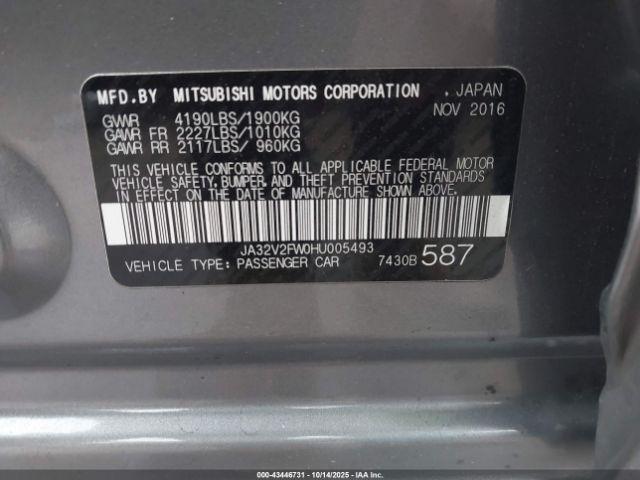 MFD.BY MITSUBISHI MOTORS CORPORATION . JAPAN
NOV 2016
GVWR 4190LBS/1900KG
GAWR FR 2227LBS/1010KG
GAWR RR 2117LBS/ 960KG
THIS VEHICLE CONFORMS TO ALL APPLICABLE FEDERAL MOTOR
VEHICLE SAFETY, BUMPER, AND THEFT PREVENTION STANDARDS
IN EFFECT ON THE DATE OF MANUFACTURE SHOWN ABOVE.
JA32V2FW0HU005493
VEHICLE TYPE: PASSENGER CAR 7430B 587
000-43446731 - 10/14/2025 - IAAI.COM